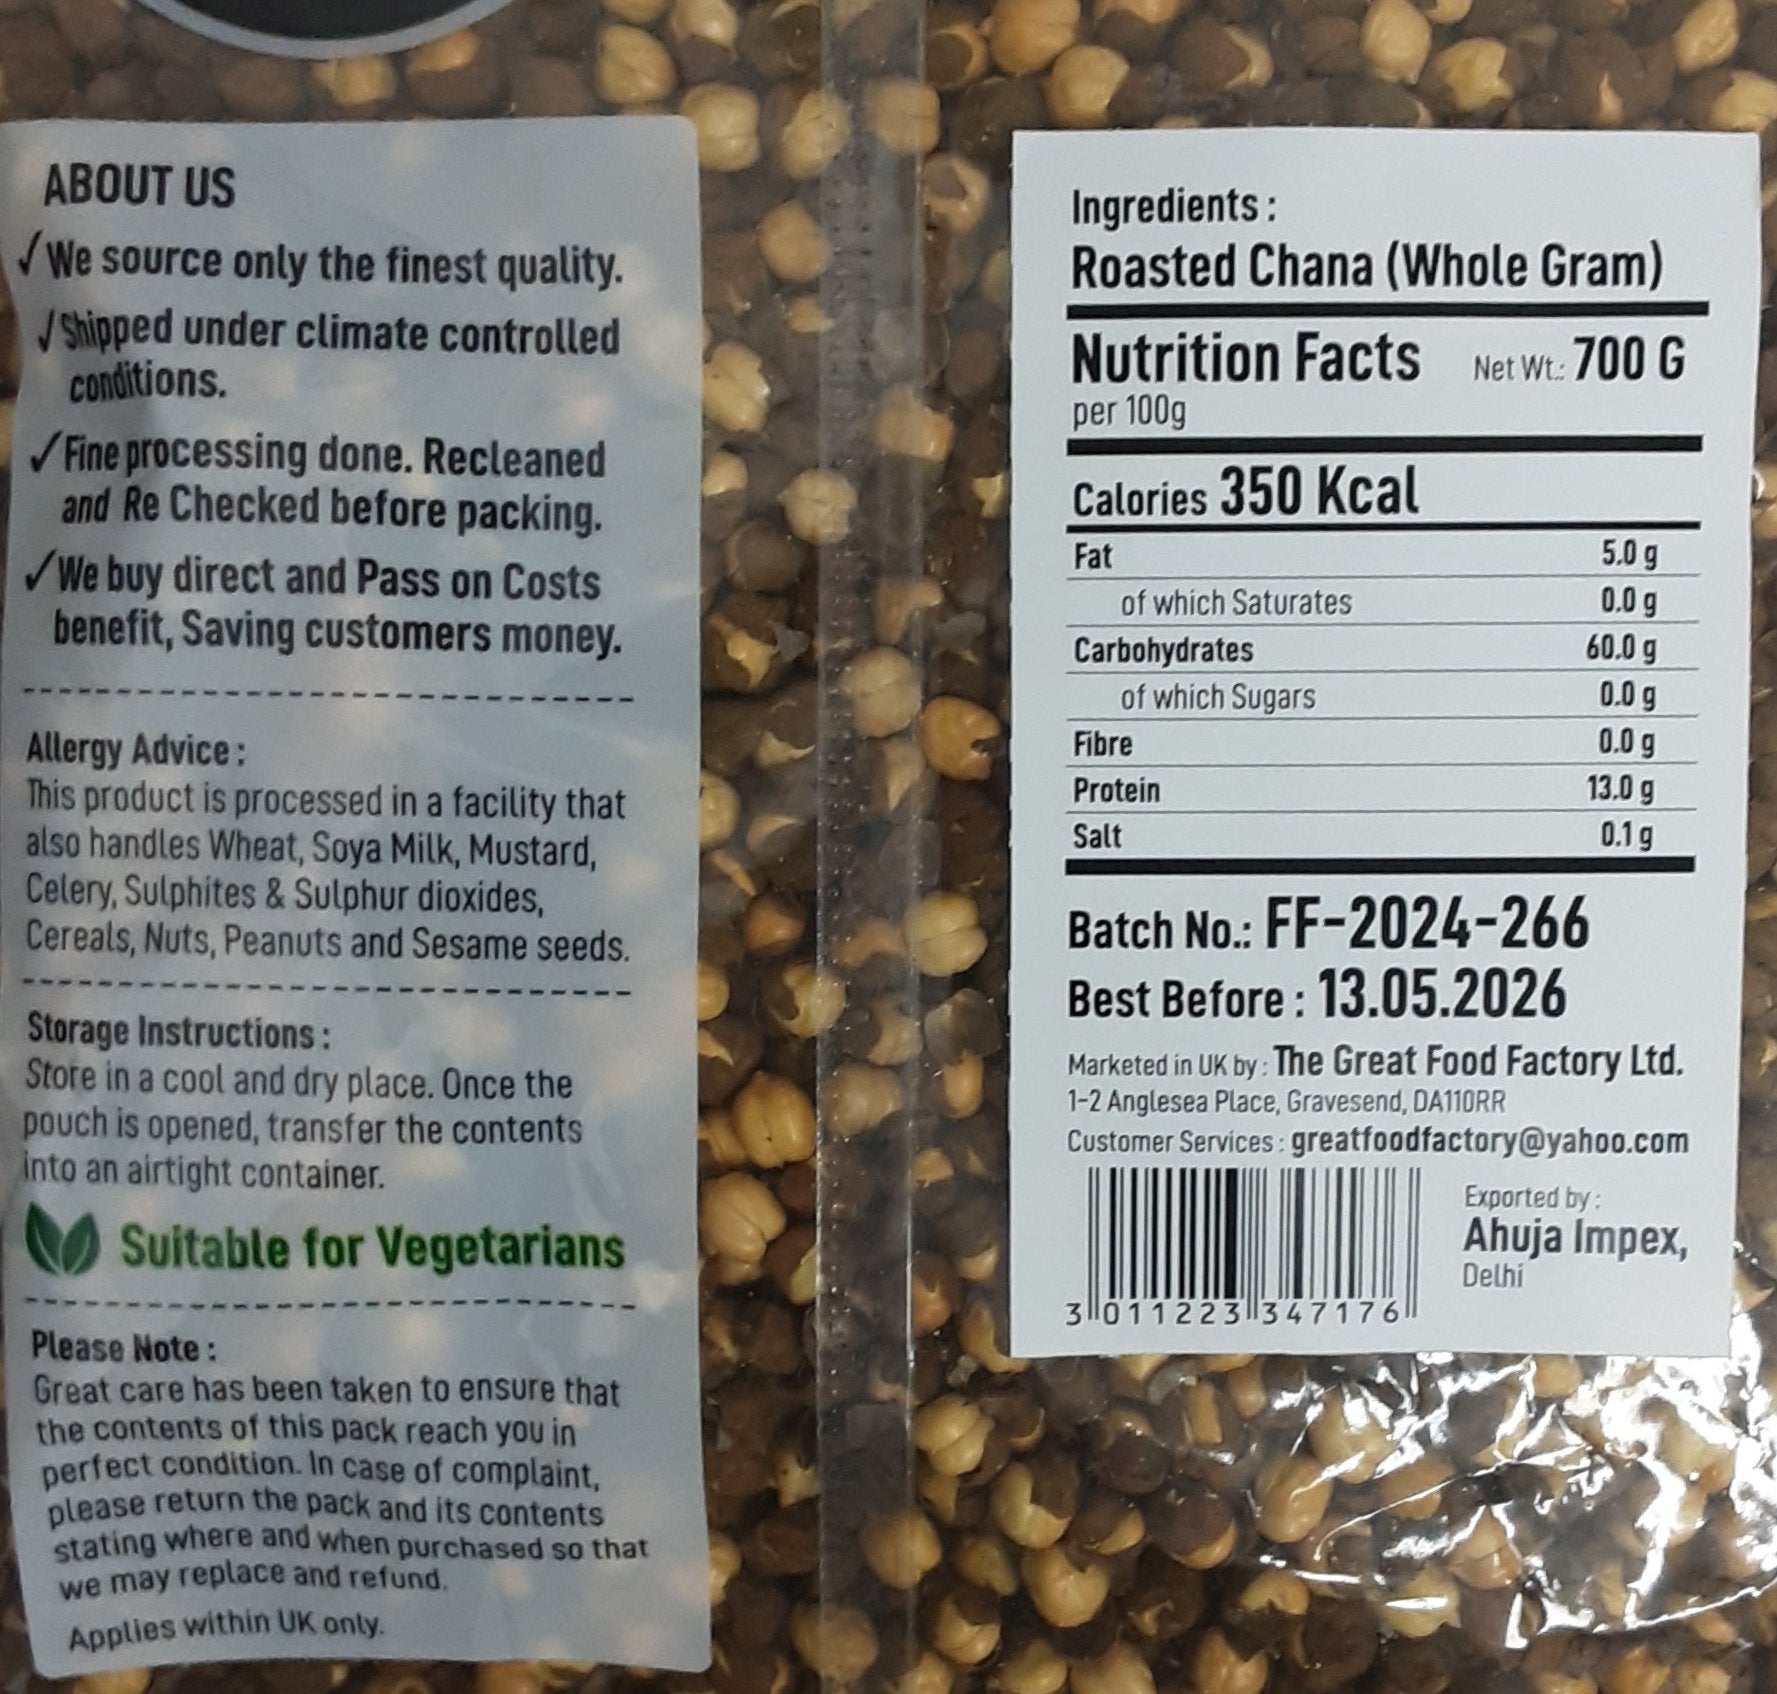 ABOUT US
✓We source only the finest quality.
✓Shipped under climate controlled
conditions.
✓Fine processing done. Recleaned
and Re Checked before packing.
✓We buy direct and Pass on Costs
benefit, Saving customers money.
Allergy Advice :
This product is processed in a facility that
also handles Wheat, Soya Milk, Mustard,
Celery, Sulphites & Sulphur dioxides,
Cereals, Nuts, Peanuts and Sesame seeds.
Storage Instructions :
Store in a cool and dry place. Once the
pouch is opened, transfer the contents
into an airtight container.
Suitable for Vegetarians
Please Note :
Great care has been taken to ensure that
the contents of this pack reach you in
perfect condition. In case of complaint,
please return the pack and its contents
stating where and when purchased so that
we may replace and refund.
Applies within UK only.
Ingredients :
Roasted Chana (Whole Gram)
Nutrition Facts Net Wt.: 700 G
per 100g
Calories 350 Kcal
Fat 5.0 g
of which Saturates 0.0 g
Carbohydrates 60.0 g
of which Sugars 0.0 g
Fibre 0.0 g
Protein 13.0 g
Salt 0.1 g
Batch No.: FF-2024-266
Best Before : 13.05.2026
Marketed in UK by : The Great Food Factory Ltd.
1-2 Anglesea Place, Gravesend, DA110RR
Customer Services : greatfoodfactory@yahoo.com
Exported by :
Ahuja Impex,
Delhi
3 011223 347176